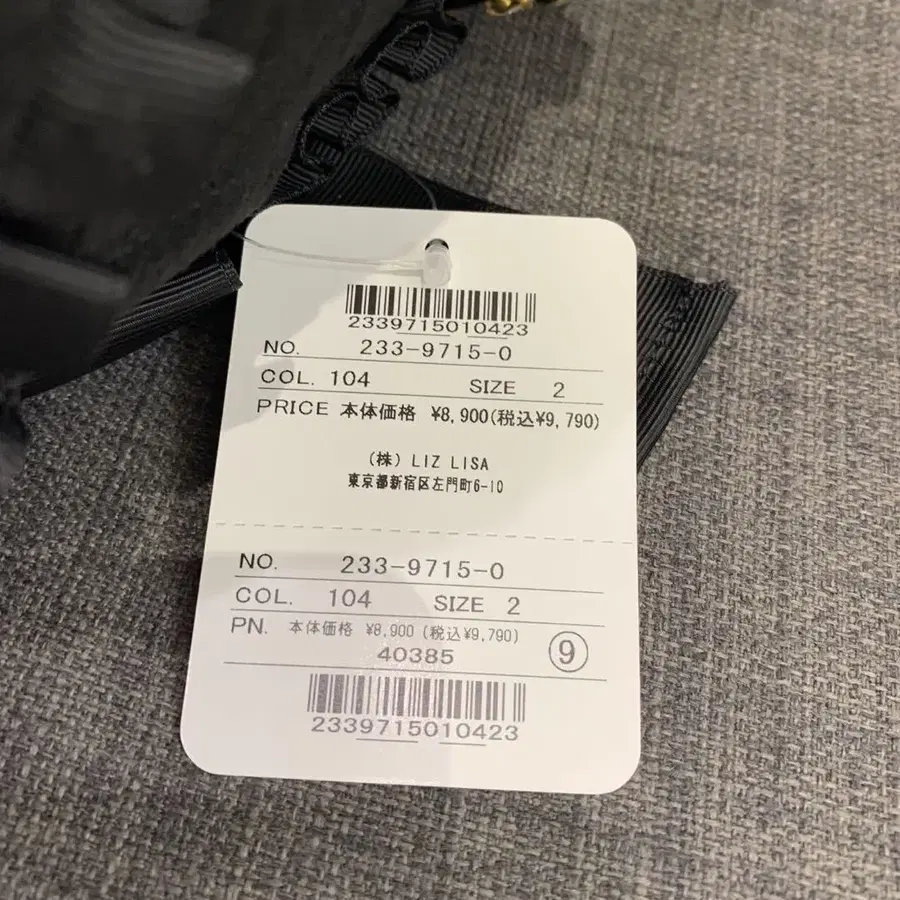 2339715010423
NO. 233-9715-0
COL. 104 SIZE 2
PRICE 本体価格 ¥8,900(税込¥9,790)
(株) LIZ LISA
東京都新宿区左門町6-10
NO. 233-9715-0
COL. 104 SIZE 2
PN. 本体価格 ¥8,900 (税込¥9,790)
40385 ⑨
2339715010423